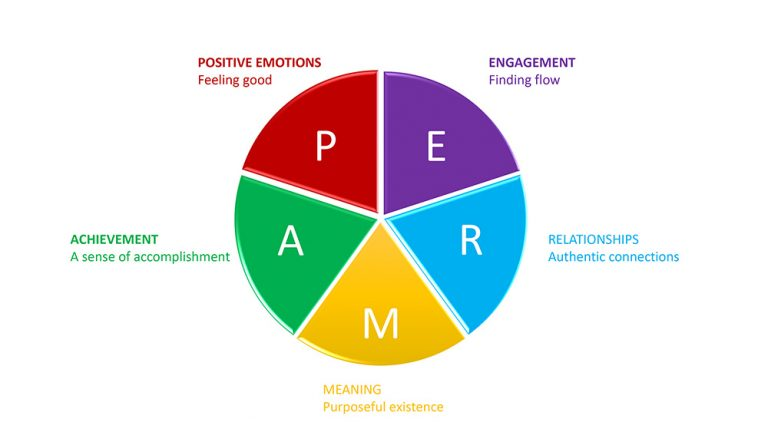 POSITIVE EMOTIONS
Feeling good
ENGAGEMENT
Finding flow
P
E
ACHIEVEMENT
A sense of accomplishment
A
R
RELATIONSHIPS
Authentic connections
M
MEANING
Purposeful existence